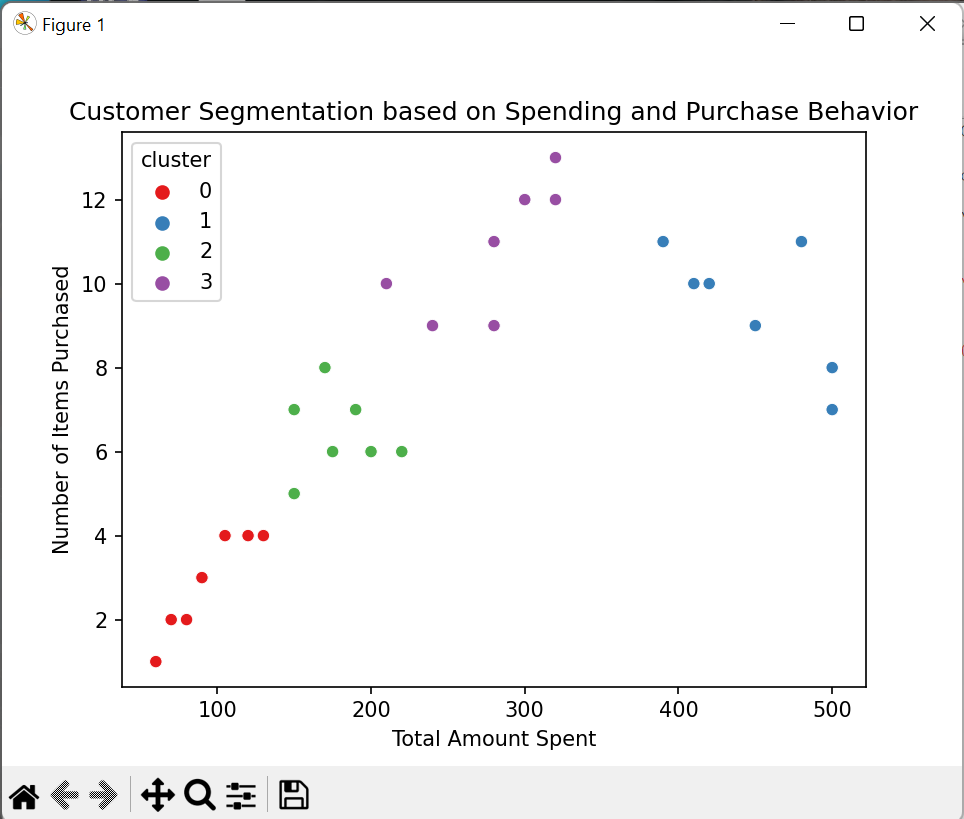 Figure 1
Customer Segmentation based on Spending and Purchase Behavior
cluster
0
1
2
3
12
10
8
6
4
2
Number of Items Purchased
100 200 300 400 500
Total Amount Spent